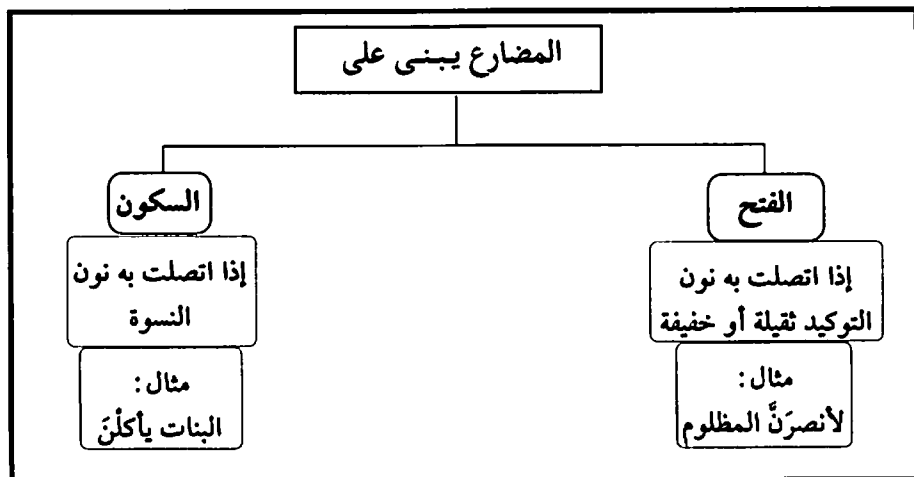 المضارع يبنى على
الفتح
إذا اتصلت به نون
التوكيد ثقيلة أو خفيفة
مثال:
لأنصرَنَّ المظلوم
السكون
إذا اتصلت به نون
النسوة
مثال:
البنات يأكلْنَ